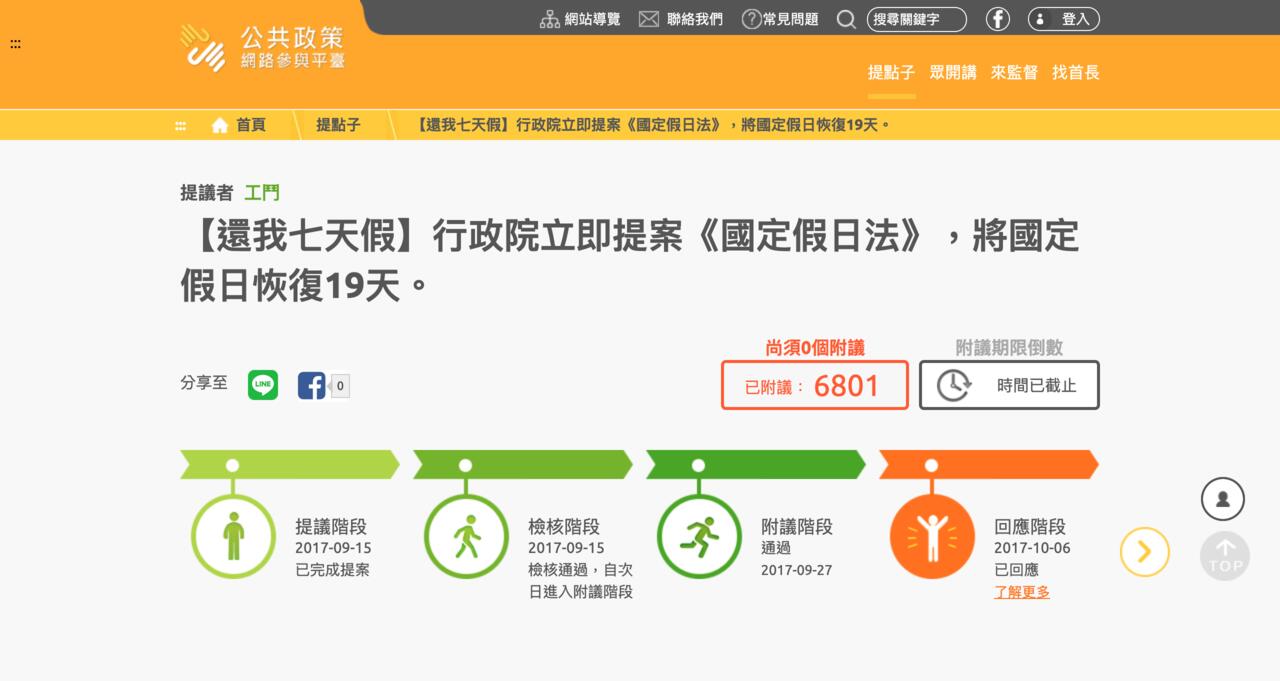 網站導覽 聯絡我們 常見問題 搜尋關鍵字 登入
公共政策
網路參與平臺
提點子 眾開講 來監督 找首長
首頁 提點子 【還我七天假】行政院立即提案《國定假日法》，將國定假日恢復19天。
提議者 工鬥
【還我七天假】行政院立即提案《國定假日法》，將國定
假日恢復19天。
尚須0個附議 附議期限倒數
分享至 LINE 0 已附議： 6801 時間已截止
提議階段
2017-09-15
已完成提案
檢核階段
2017-09-15
檢核通過，自次
日進入附議階段
附議階段
通過
2017-09-27
回應階段
2017-10-06
已回應
了解更多
TOP